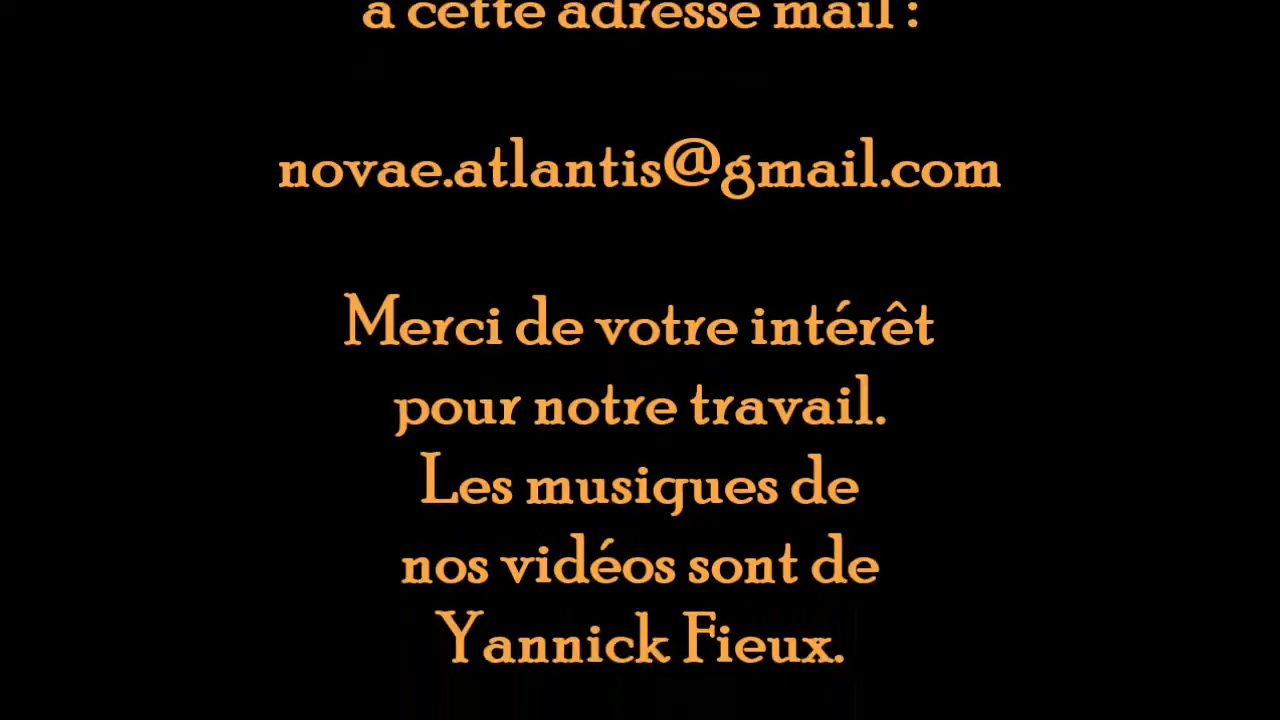 à cette adresse mail :
novae.atlantis@gmail.com
Merci de votre intérêt
pour notre travail.
Les musiques de
nos vidéos sont de
Yannick Fieux.